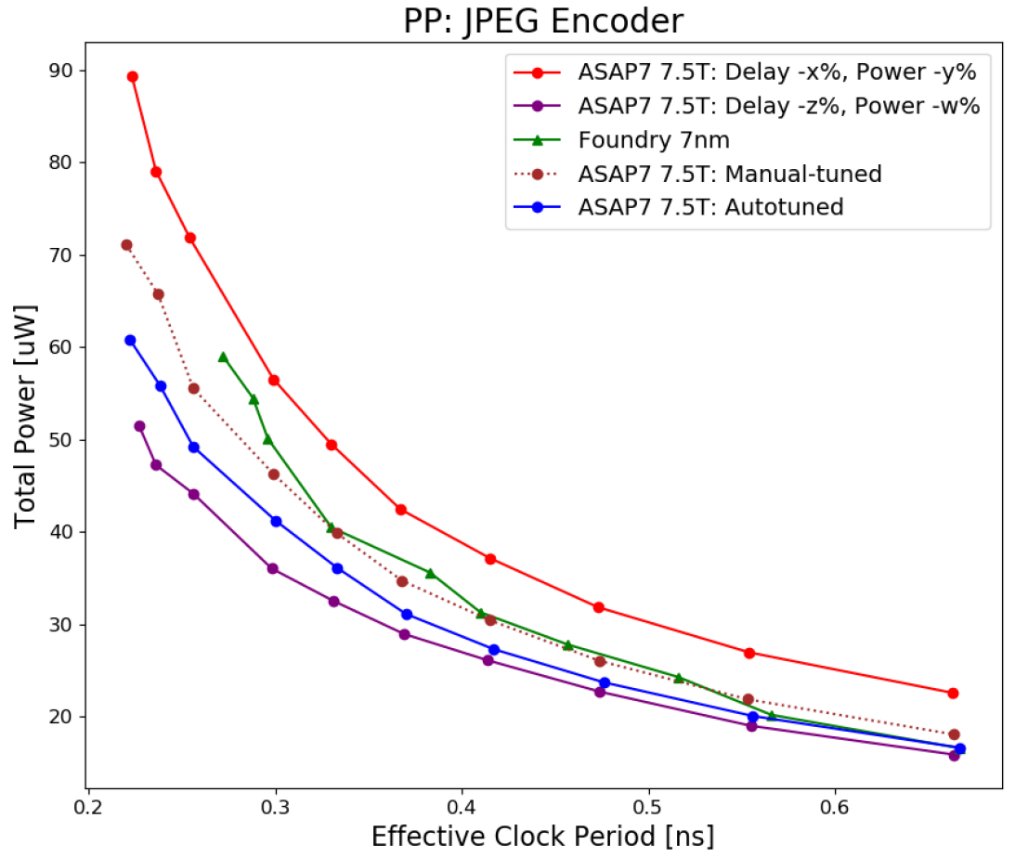 PP: JPEG Encoder
ASAP7 7.5T: Delay -x%, Power -y%
ASAP7 7.5T: Delay -z%, Power -w%
Foundry 7nm
ASAP7 7.5T: Manual-tuned
ASAP7 7.5T: Autotuned
Total Power [uW]
90
80
70
60
50
40
30
20
0.2 0.3 0.4 0.5 0.6
Effective Clock Period [ns]